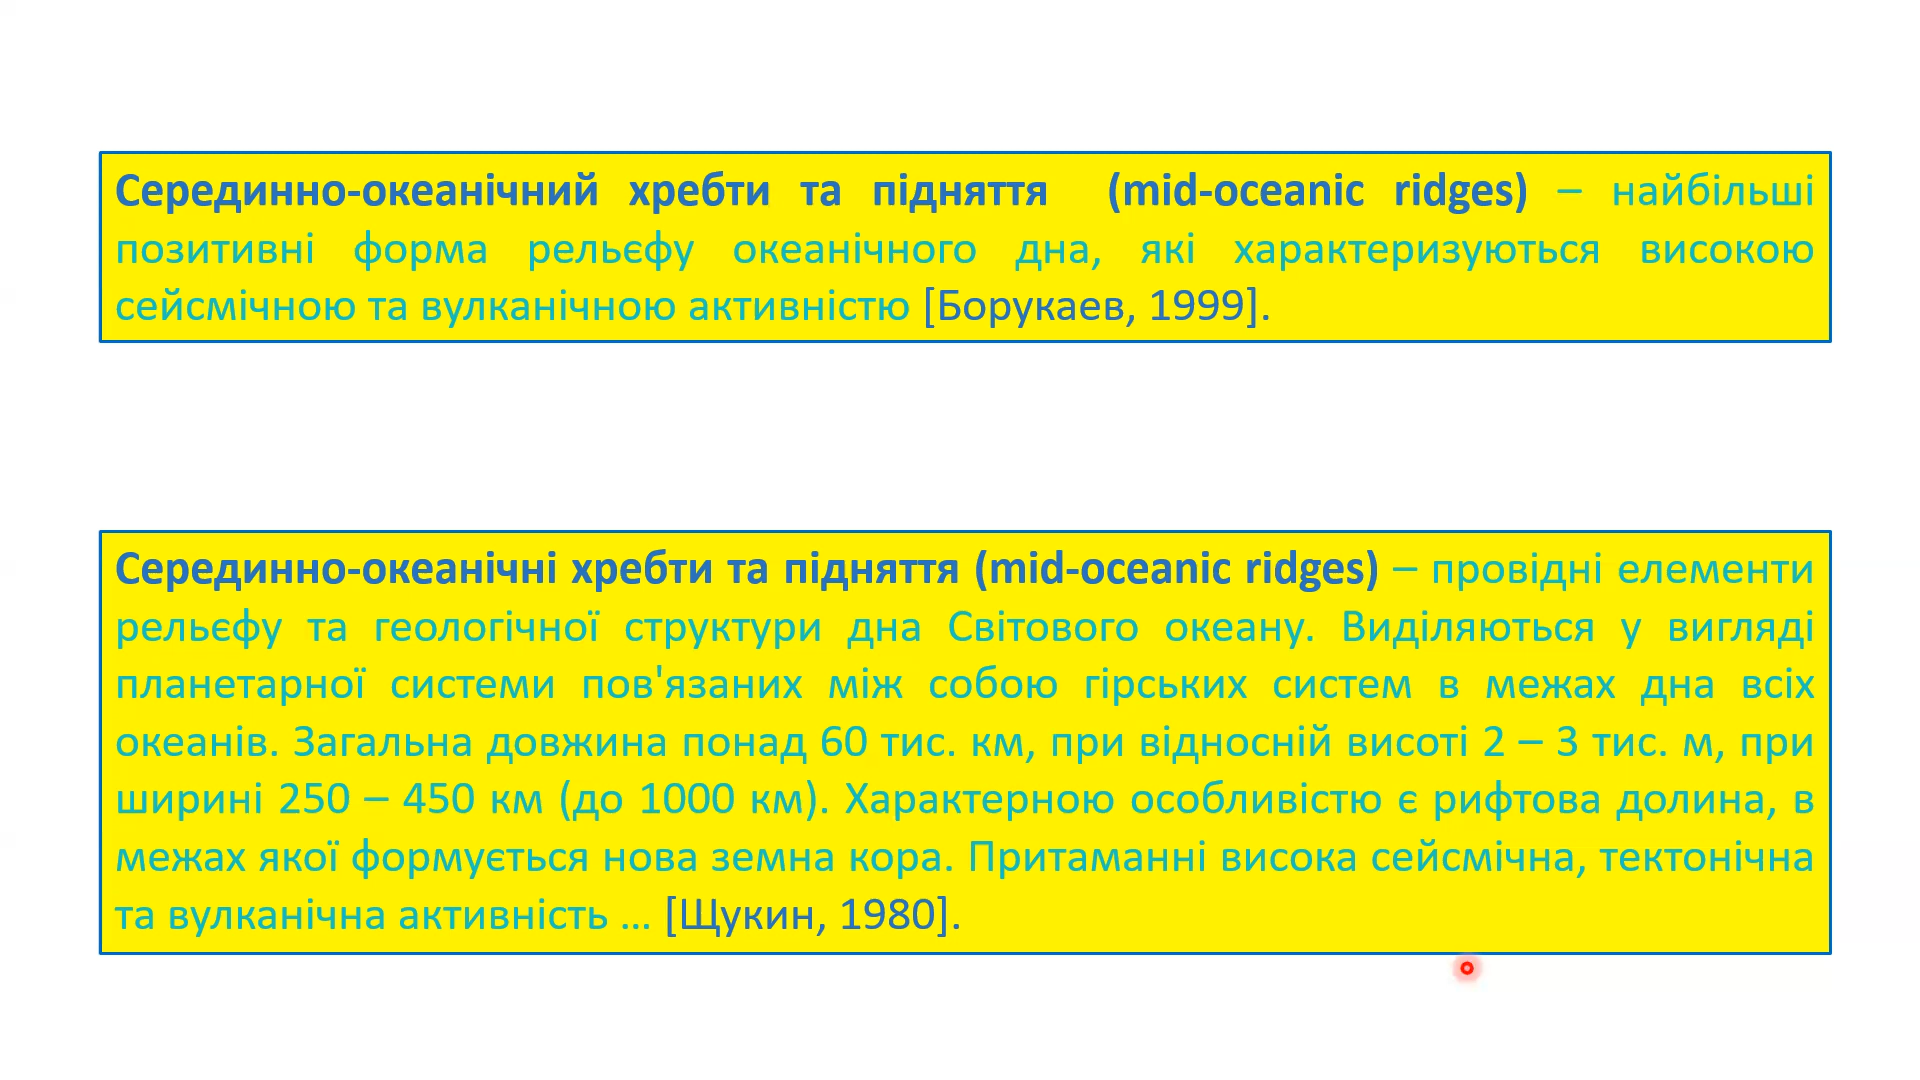 Серединно-океанічний хребти та підняття (mid-oceanic ridges) – найбільші
позитивні форма рельєфу океанічного дна, які характеризуються високою
сейсмічною та вулканічною активністю [Борукаев, 1999].
Серединно-океанічні хребти та підняття (mid-oceanic ridges) – провідні елементи
рельєфу та геологічної структури дна Світового океану. Виділяються у вигляді
планетарної системи пов'язаних між собою гірських систем в межах дна всіх
океанів. Загальна довжина понад 60 тис. км, при відносній висоті 2 – 3 тис. м, при
ширині 250 – 450 км (до 1000 км). Характерною особливістю є рифтова долина, в
межах якої формується нова земна кора. Притаманні висока сейсмічна, тектонічна
та вулканічна активність ... [Щукин, 1980].